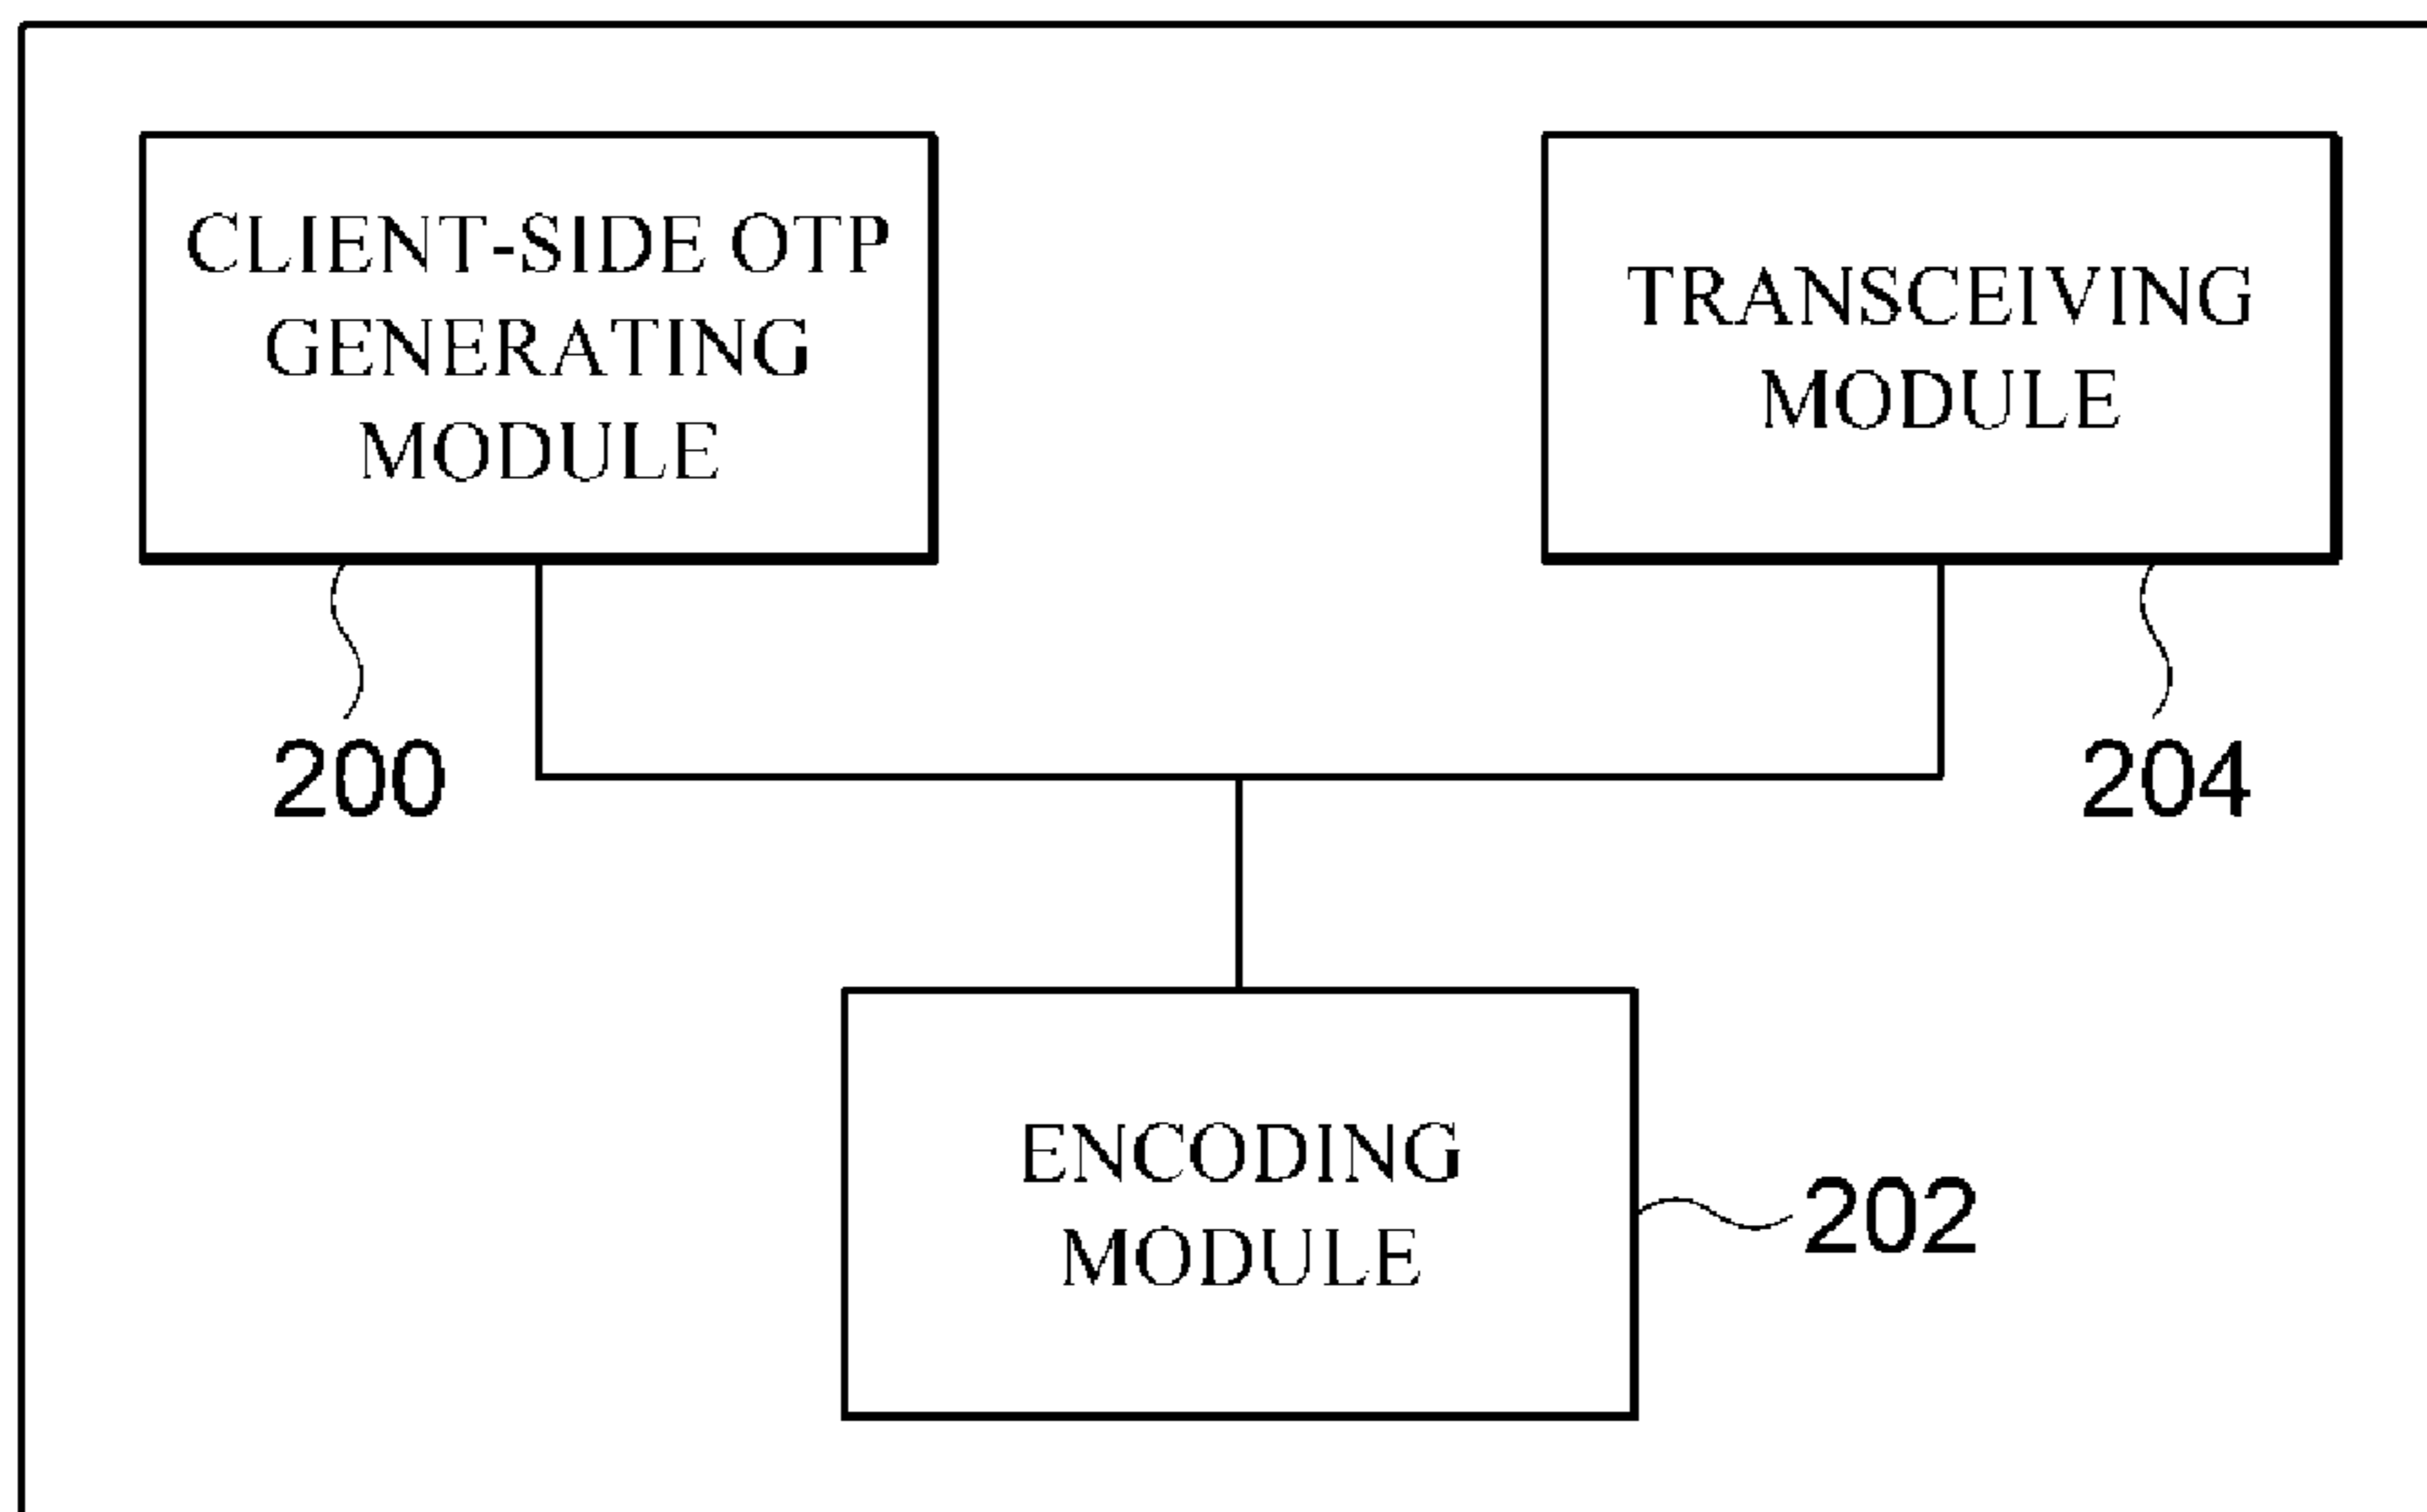 CLIENT-SIDE OTP
GENERATING
MODULE
TRANSCEIVING
MODULE
200
204
ENCODING
MODULE
202